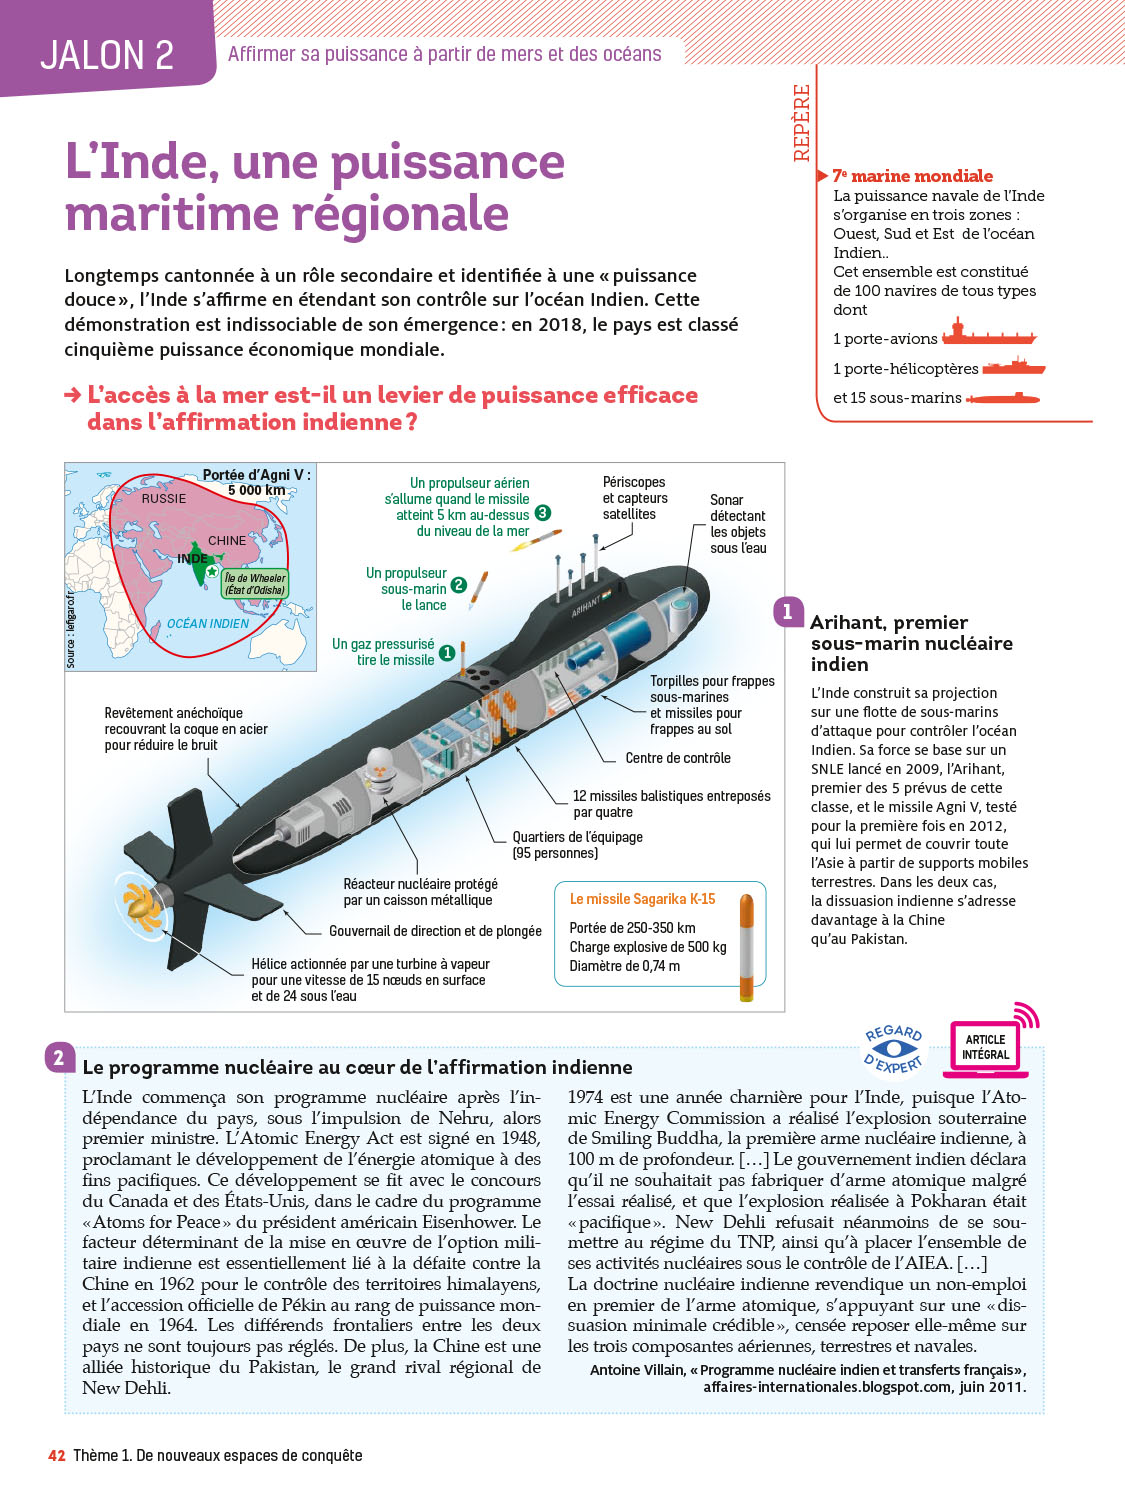 JALON 2
Affirmer sa puissance à partir de mers et des océans
L’Inde, une puissance
maritime régionale
Longtemps cantonnée à un rôle secondaire et identifiée à une « puissance
douce », l’Inde s’affirme en étendant son contrôle sur l’océan Indien. Cette
démonstration est indissociable de son émergence : en 2018, le pays est classé
cinquième puissance économique mondiale.
→ L’accès à la mer est-il un levier de puissance efficace
dans l’affirmation indienne ?
REPÈRE
7e marine mondiale
La puissance navale de l’Inde
s’organise en trois zones :
Ouest, Sud et Est de l’océan
Indien..
Cet ensemble est constitué
de 100 navires de tous types
dont
1 porte-avions
1 porte-hélicoptères
et 15 sous-marins
Portée d’Agni V :
5 000 km
RUSSIE
CHINE
INDE
Île de Wheeler
(État d’Odisha)
OCÉAN INDIEN
Source : lefigaro.fr
Un propulseur aérien
s’allume quand le missile
atteint 5 km au-dessus
du niveau de la mer
3
Un propulseur
sous-marin
le lance
2
Un gaz pressurisé
tire le missile
1
Périscopes
et capteurs
satellites
Sonar
détectant
les objets
sous l’eau
ARIHANT
Revêtement anéchoïque
recouvrant la coque en acier
pour réduire le bruit
Torpilles pour frappes
sous-marines
et missiles pour
frappes au sol
Centre de contrôle
12 missiles balistiques entreposés
par quatre
Quartiers de l’équipage
(95 personnes)
Réacteur nucléaire protégé
par un caisson métallique
Gouvernail de direction et de plongée
Hélice actionnée par une turbine à vapeur
pour une vitesse de 15 nœuds en surface
et de 24 sous l’eau
Le missile Sagarika K-15
Portée de 250-350 km
Charge explosive de 500 kg
Diamètre de 0,74 m
1
Arihant, premier
sous-marin nucléaire
indien
L’Inde construit sa projection
sur une flotte de sous-marins
d’attaque pour contrôler l’océan
Indien. Sa force se base sur un
SNLE lancé en 2009, l’Arihant,
premier des 5 prévus de cette
classe, et le missile Agni V, testé
pour la première fois en 2012,
qui lui permet de couvrir toute
l’Asie à partir de supports mobiles
terrestres. Dans les deux cas,
la dissuasion indienne s’adresse
davantage à la Chine
qu’au Pakistan.
REGARD
D’EXPERT
ARTICLE
INTÉGRAL
2
Le programme nucléaire au cœur de l’affirmation indienne
L’Inde commença son programme nucléaire après l’in-
dépendance du pays, sous l’impulsion de Nehru, alors
premier ministre. L’Atomic Energy Act est signé en 1948,
proclamant le développement de l’énergie atomique à des
fins pacifiques. Ce développement se fit avec le concours
du Canada et des États-Unis, dans le cadre du programme
« Atoms for Peace » du président américain Eisenhower. Le
facteur déterminant de la mise en œuvre de l’option mili-
taire indienne est essentiellement lié à la défaite contre la
Chine en 1962 pour le contrôle des territoires himalayens,
et l’accession officielle de Pékin au rang de puissance mon-
diale en 1964. Les différends frontaliers entre les deux
pays ne sont toujours pas réglés. De plus, la Chine est une
alliée historique du Pakistan, le grand rival régional de
New Dehli.
1974 est une année charnière pour l’Inde, puisque l’Ato-
mic Energy Commission a réalisé l’explosion souterraine
de Smiling Buddha, la première arme nucléaire indienne, à
100 m de profondeur. […] Le gouvernement indien déclara
qu’il ne souhaitait pas fabriquer d’arme atomique malgré
l’essai réalisé, et que l’explosion réalisée à Pokharan était
« pacifique ». New Dehli refusait néanmoins de se sou-
mettre au régime du TNP, ainsi qu’à placer l’ensemble de
ses activités nucléaires sous le contrôle de l’AIEA. […]
La doctrine nucléaire indienne revendique un non-emploi
en premier de l’arme atomique, s’appuyant sur une « dis-
suasion minimale crédible », censée reposer elle-même sur
les trois composantes aériennes, terrestres et navales.
Antoine Villain, « Programme nucléaire indien et transferts français »,
affaires-internationales.blogspot.com, juin 2011.
42 Thème 1. De nouveaux espaces de conquête